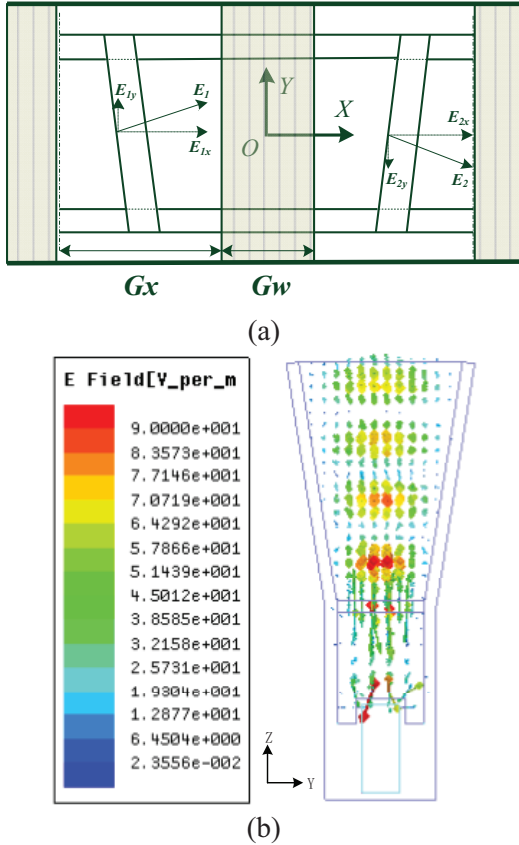 E1y
E1
E1x
Y
X
O
E2x
E2y
E2
Gx
Gw
(a)
E Field[V_per_m
9.0000e+001
8.3573e+001
7.7146e+001
7.0719e+001
6.4292e+001
5.7866e+001
5.1439e+001
4.5012e+001
3.8585e+001
3.2158e+001
2.5731e+001
1.9304e+001
1.2877e+001
6.4504e+000
2.3556e-002
Z
Y
(b)